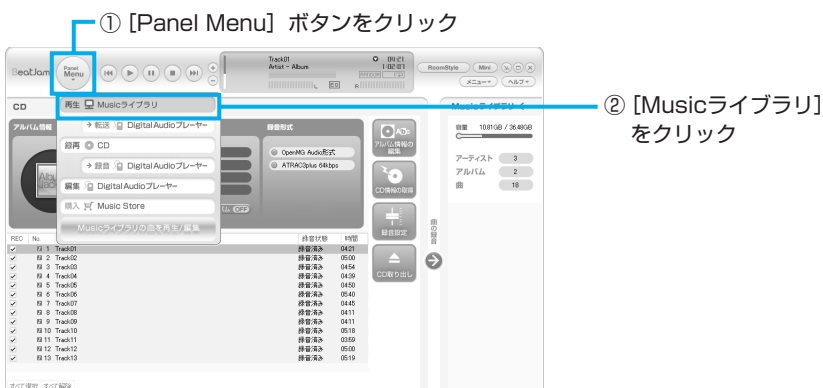 ① [Panel Menu] ボタンをクリック
BeatJam
Panel
Menu
Track01
Artist - Album
04:21
1:02:01
RANDOM
L
EQ
R
RoomStyle
Mini
メニュー
ヘルプ
CD
再生 Musicライブラリ
② [Musicライブラリ]
をクリック
アルバム情報
→ 転送 Digital Audioプレーヤー
録再 CD
→ 録音 Digital Audioプレーヤー
編集 Digital Audioプレーヤー
購入 Music Store
Musicライブラリの曲を再生/編集
録音形式
OpenMG Audio形式
ATRAC3plus 64kbps
OFF
アルバム情報の
編集
CD情報の取得
録音設定
CD取り出し
容量 10.81GB / 36.48GB
アーティスト 3
アルバム 2
曲 18
曲の録音
REC No. 録音状態 時間
1 Track01 録音済み 04:21
2 Track02 録音済み 05:00
3 Track03 録音済み 04:54
4 Track04 録音済み 04:39
5 Track05 録音済み 04:50
6 Track06 録音済み 05:40
7 Track07 録音済み 04:45
8 Track08 録音済み 04:11
9 Track09 録音済み 04:11
10 Track10 録音済み 05:18
11 Track11 録音済み 03:59
12 Track12 録音済み 05:00
13 Track13 録音済み 05:19
すべて選択 すべて解除